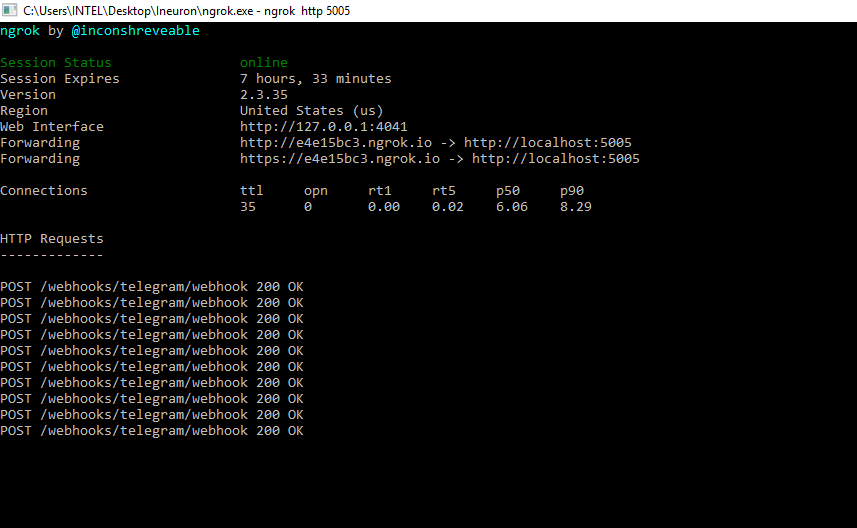 C:\Users\INTEL\Desktop\Ineuron\ngrok.exe - ngrok  http 5005
ngrok by @inconshreveable
Session Status                online
Session Expires               7 hours, 33 minutes
Version                       2.3.35
Region                        United States (us)
Web Interface                 http://127.0.0.1:4041
Forwarding                    http://e4e15bc3.ngrok.io -> http://localhost:5005
Forwarding                    https://e4e15bc3.ngrok.io -> http://localhost:5005
Connections                   ttl     opn     rt1     rt5     p50     p90
                              35      0       0.00    0.02    6.06    8.29
HTTP Requests
-------------
POST /webhooks/telegram/webhook 200 OK
POST /webhooks/telegram/webhook 200 OK
POST /webhooks/telegram/webhook 200 OK
POST /webhooks/telegram/webhook 200 OK
POST /webhooks/telegram/webhook 200 OK
POST /webhooks/telegram/webhook 200 OK
POST /webhooks/telegram/webhook 200 OK
POST /webhooks/telegram/webhook 200 OK
POST /webhooks/telegram/webhook 200 OK
POST /webhooks/telegram/webhook 200 OK